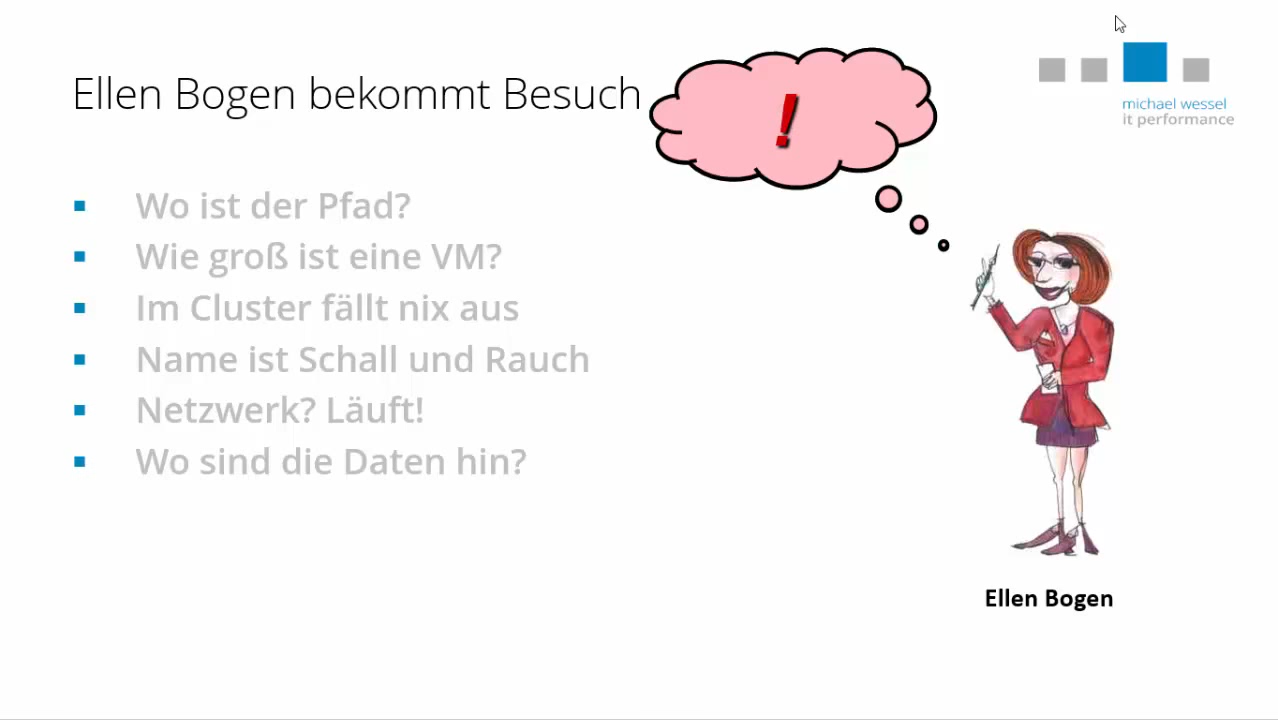 Ellen Bogen bekommt Besuch
!
michael wessel
it performance
Wo ist der Pfad?
Wie groß ist eine VM?
Im Cluster fällt nix aus
Name ist Schall und Rauch
Netzwerk? Läuft!
Wo sind die Daten hin?
Ellen Bogen